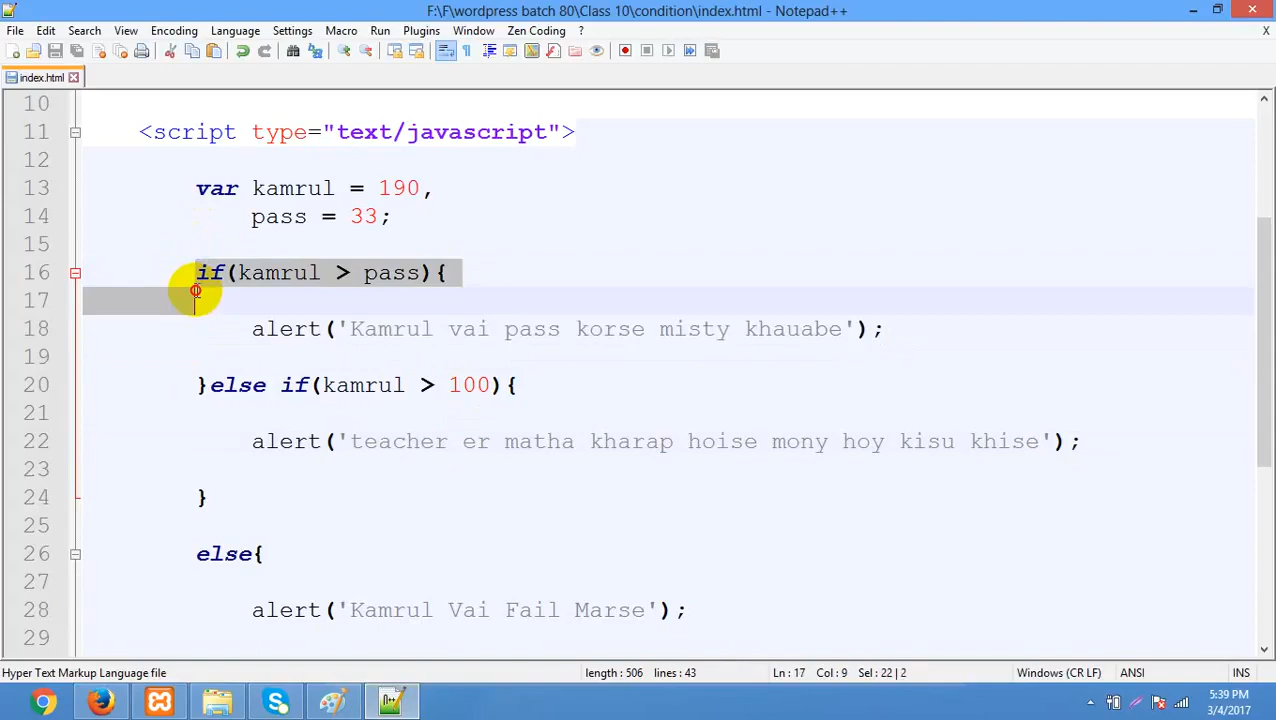 F:\F\wordpress batch 80\Class 10\condition\index.html - Notepad++
File Edit Search View Encoding Language Settings Macro Run Plugins Window Zen Coding ? X
index.html
10
11 <script type="text/javascript">
12
13 var kamrul = 190,
14 pass = 33;
15
16 if(kamrul > pass){
17
18 alert('Kamrul vai pass korse misty khauabe');
19
20 }else if(kamrul > 100){
21
22 alert('teacher er matha kharap hoise mony hoy kisu khise');
23
24 }
25
26 else{
27
28 alert('Kamrul Vai Fail Marse');
29
Hyper Text Markup Language file length : 506 lines : 43 Ln : 17 Col : 9 Sel : 22 | 2 Windows (CR LF) ANSI INS
5:39 PM
3/4/2017